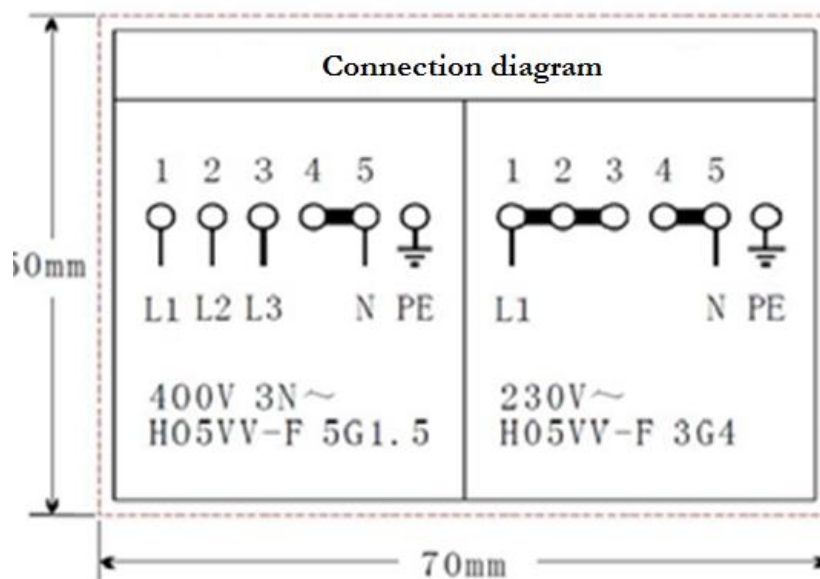 Connection diagram
1 2 3 4 5
L1 L2 L3 N PE
400V 3N～
H05VV-F 5G1.5
1 2 3 4 5
L1 N PE
230V～
H05VV-F 3G4
50mm
70mm